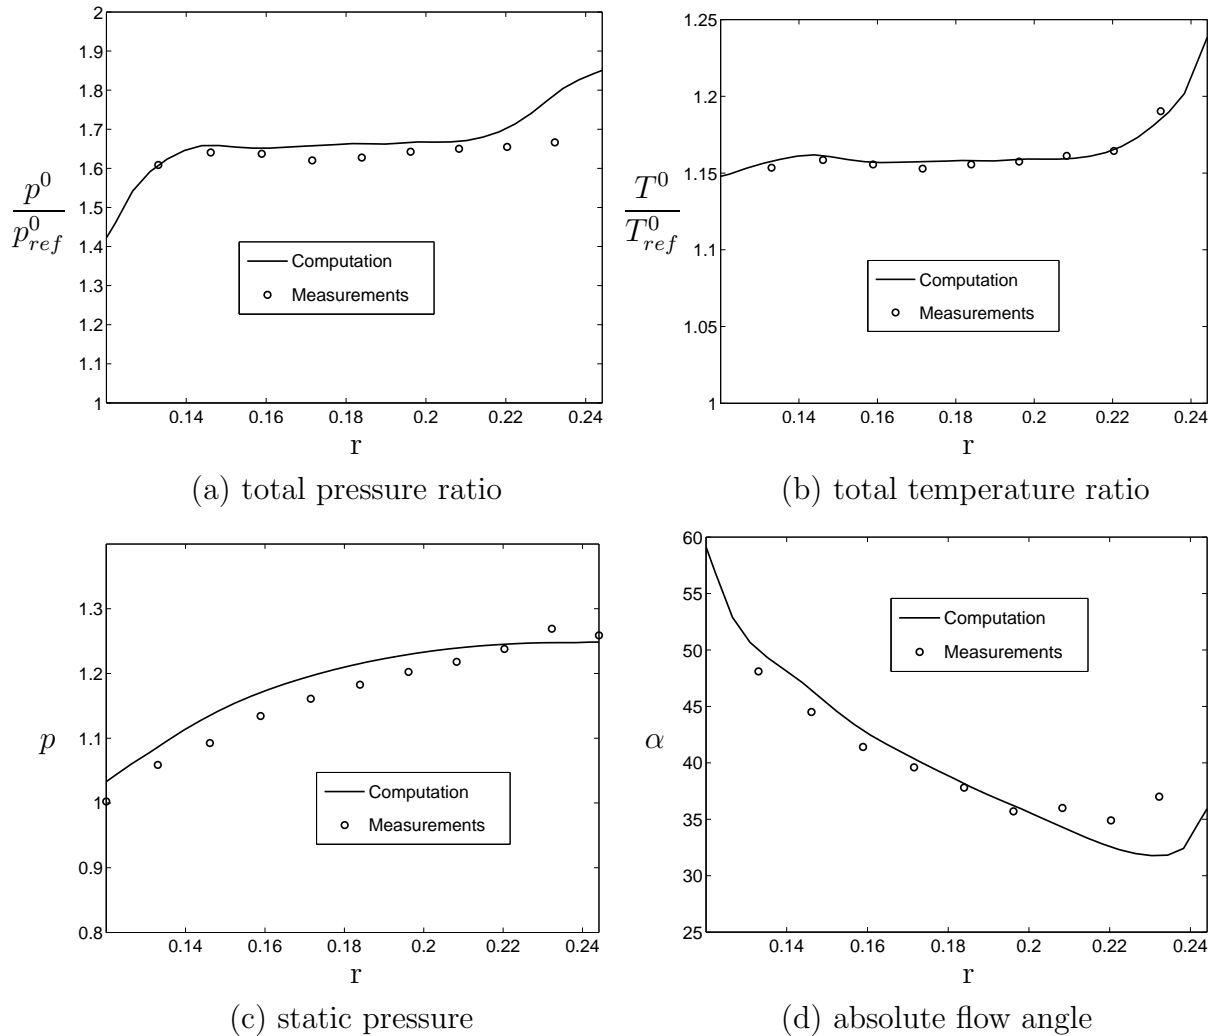 2
1.9
1.8
1.7
1.6
1.5
1.4
1.3
1.2
1.1
1
p^0
p^0_{ref}
Computation
Measurements
0.14 0.16 0.18 0.2 0.22 0.24
r
(a) total pressure ratio
1.25
1.2
1.15
1.1
1.05
1
T^0
T^0_{ref}
Computation
Measurements
0.14 0.16 0.18 0.2 0.22 0.24
r
(b) total temperature ratio
1.3
1.2
1.1
1
0.9
0.8
p
Computation
Measurements
0.14 0.16 0.18 0.2 0.22 0.24
r
(c) static pressure
60
55
50
45
40
35
30
25
α
Computation
Measurements
0.14 0.16 0.18 0.2 0.22 0.24
r
(d) absolute flow angle